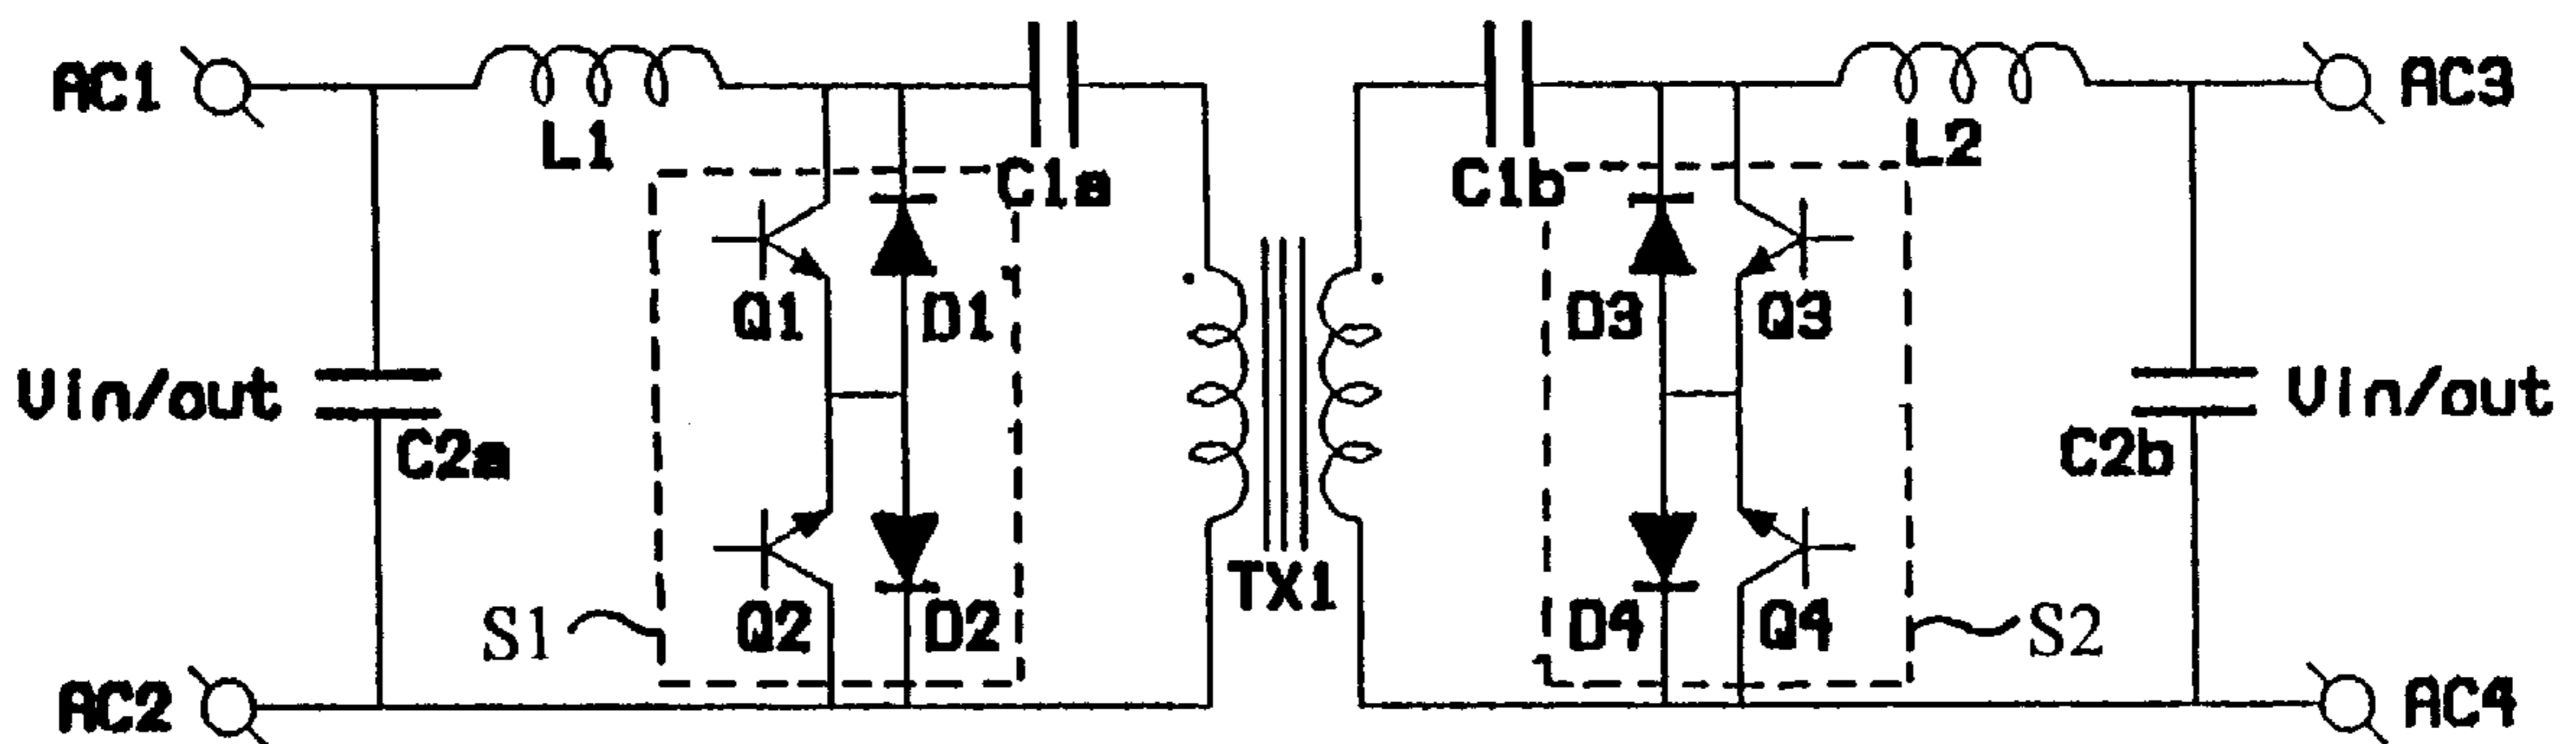 AC1
L1
C1a
C1b
L2
AC3
Q1
D1
D3
Q3
Vin/out
C2a
C2b
Vin/out
TX1
S1
Q2
D2
D4
Q4
S2
AC2
AC4